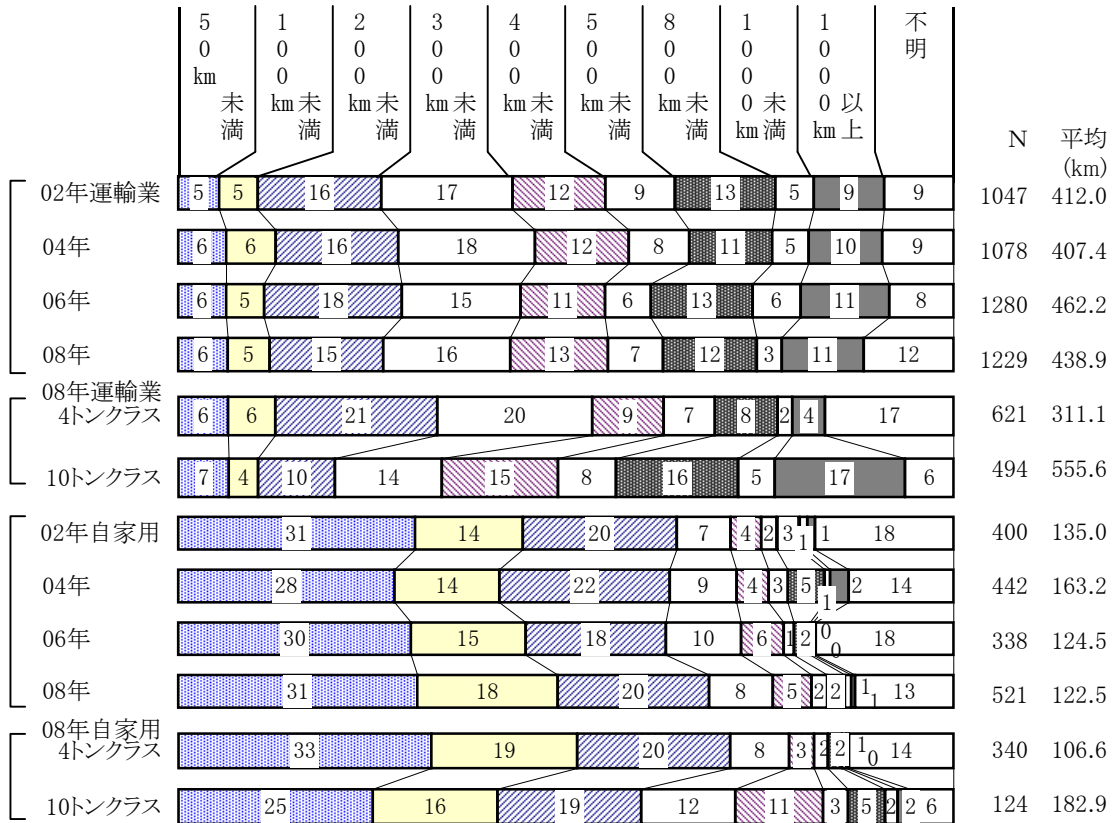 50km未満
100km未満
200km未満
300km未満
400km未満
500km未満
800km未満
1000km未満
1000km以上
不明
N 平均
(km)
02年運輸業 5 5 16 17 12 9 13 5 9 9 1047 412.0
04年 6 6 16 18 12 8 11 5 10 9 1078 407.4
06年 6 5 18 15 11 6 13 6 11 8 1280 462.2
08年 6 5 15 16 13 7 12 3 11 12 1229 438.9
08年運輸業
4トンクラス 6 6 21 20 9 7 8 2 4 17 621 311.1
10トンクラス 7 4 10 14 15 8 16 5 17 6 494 555.6
02年自家用 31 14 20 7 4 2 3 1 1 18 400 135.0
04年 28 14 22 9 4 3 5 1 2 14 442 163.2
06年 30 15 18 10 6 1 2 0 0 18 338 124.5
08年 31 18 20 8 5 2 2 1 1 13 521 122.5
08年自家用
4トンクラス 33 19 20 8 3 2 2 1 0 14 340 106.6
10トンクラス 25 16 19 12 11 3 5 2 2 6 124 182.9